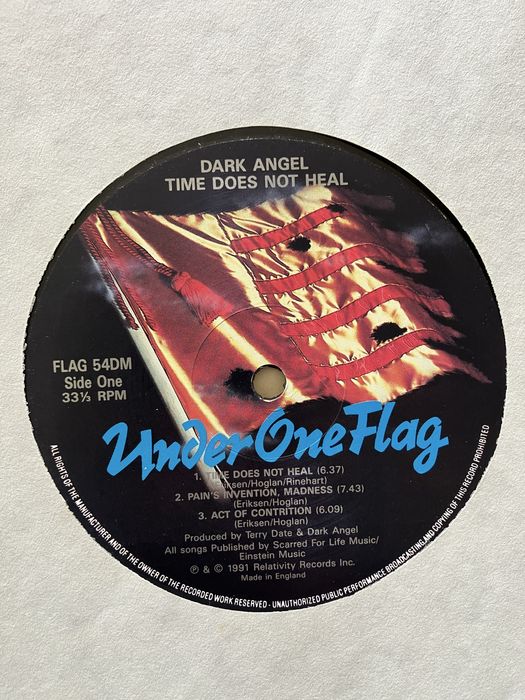 DARK ANGEL
TIME DOES NOT HEAL
FLAG 54DM
Side One
33⅓ RPM
Under One Flag
1. TIME DOES NOT HEAL (6.37)
(Eriksen/Hoglan/Rinehart)
2. PAIN'S INVENTION, MADNESS (7.43)
(Eriksen/Hoglan)
3. ACT OF CONTRITION (6.09)
(Eriksen/Hoglan)
Produced by Terry Date & Dark Angel
All songs Published by Scarred For Life Music/
Einstein Music
℗ & © 1991 Relativity Records Inc.
Made in England
ALL RIGHTS OF THE MANUFACTURER AND OF THE OWNER OF THE RECORDED WORK RESERVED - UNAUTHORIZED PUBLIC PERFORMANCE BROADCASTING AND COPYING OF THIS RECORD PROHIBITED